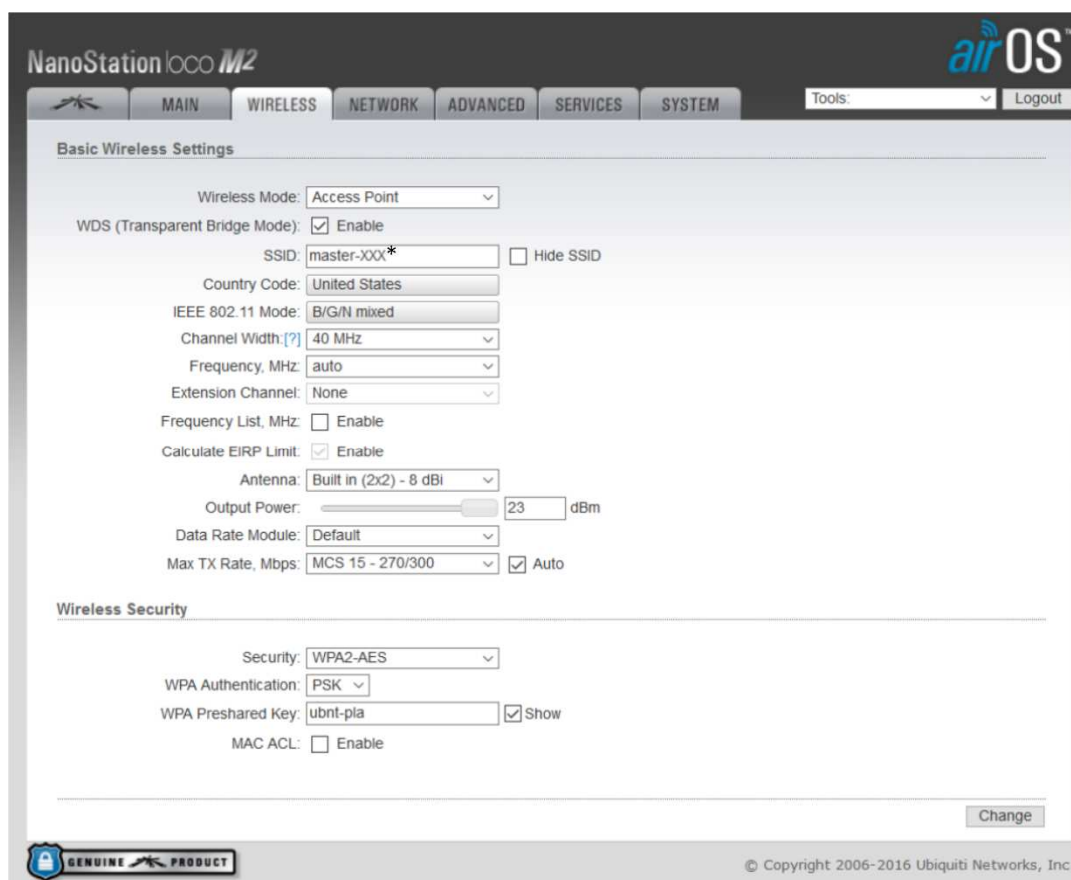 NanoStation loco M2
airOS™
MAIN WIRELESS NETWORK ADVANCED SERVICES SYSTEM Tools: Logout
Basic Wireless Settings
Wireless Mode: Access Point
WDS (Transparent Bridge Mode): Enable
SSID: master-XXX* Hide SSID
Country Code: United States
IEEE 802.11 Mode: B/G/N mixed
Channel Width:[?] 40 MHz
Frequency, MHz: auto
Extension Channel: None
Frequency List, MHz: Enable
Calculate EIRP Limit: Enable
Antenna: Built in (2x2) - 8 dBi
Output Power: 23 dBm
Data Rate Module: Default
Max TX Rate, Mbps: MCS 15 - 270/300 Auto
Wireless Security
Security: WPA2-AES
WPA Authentication: PSK
WPA Preshared Key: ubnt-pla Show
MAC ACL: Enable
Change
GENUINE PRODUCT
© Copyright 2006-2016 Ubiquiti Networks, Inc